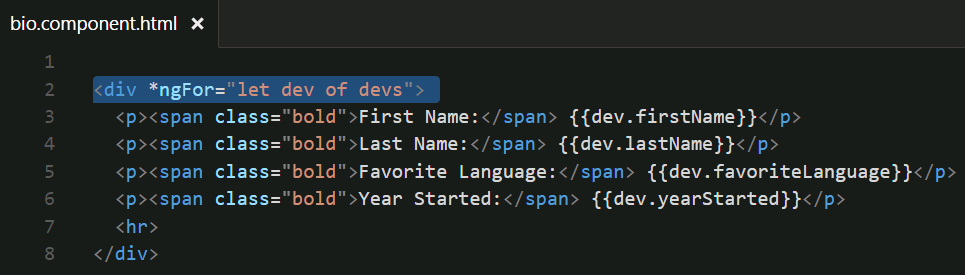 bio.component.html ×
1
2 <div *ngFor="let dev of devs">
3 <p><span class="bold">First Name:</span> {{dev.firstName}}</p>
4 <p><span class="bold">Last Name:</span> {{dev.lastName}}</p>
5 <p><span class="bold">Favorite Language:</span> {{dev.favoriteLanguage}}</p>
6 <p><span class="bold">Year Started:</span> {{dev.yearStarted}}</p>
7 <hr>
8 </div>